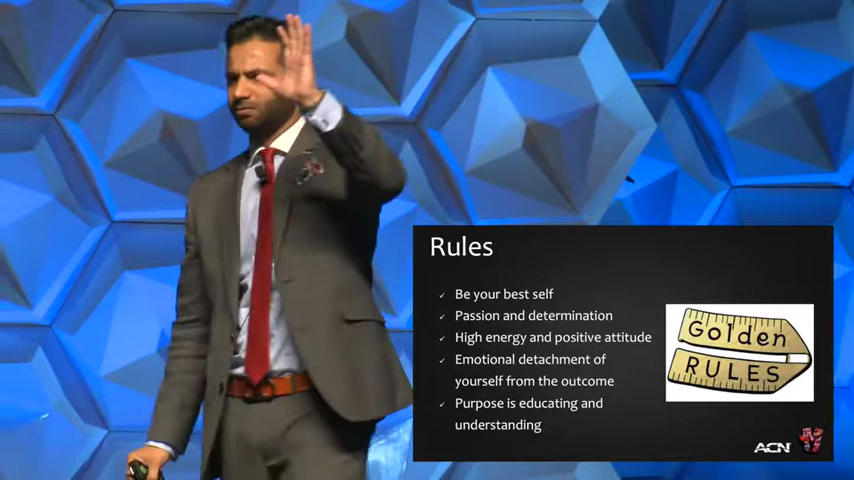 Rules
Be your best self
Passion and determination
High energy and positive attitude
Emotional detachment of
yourself from the outcome
Purpose is educating and
understanding
Golden
RULES
ACN